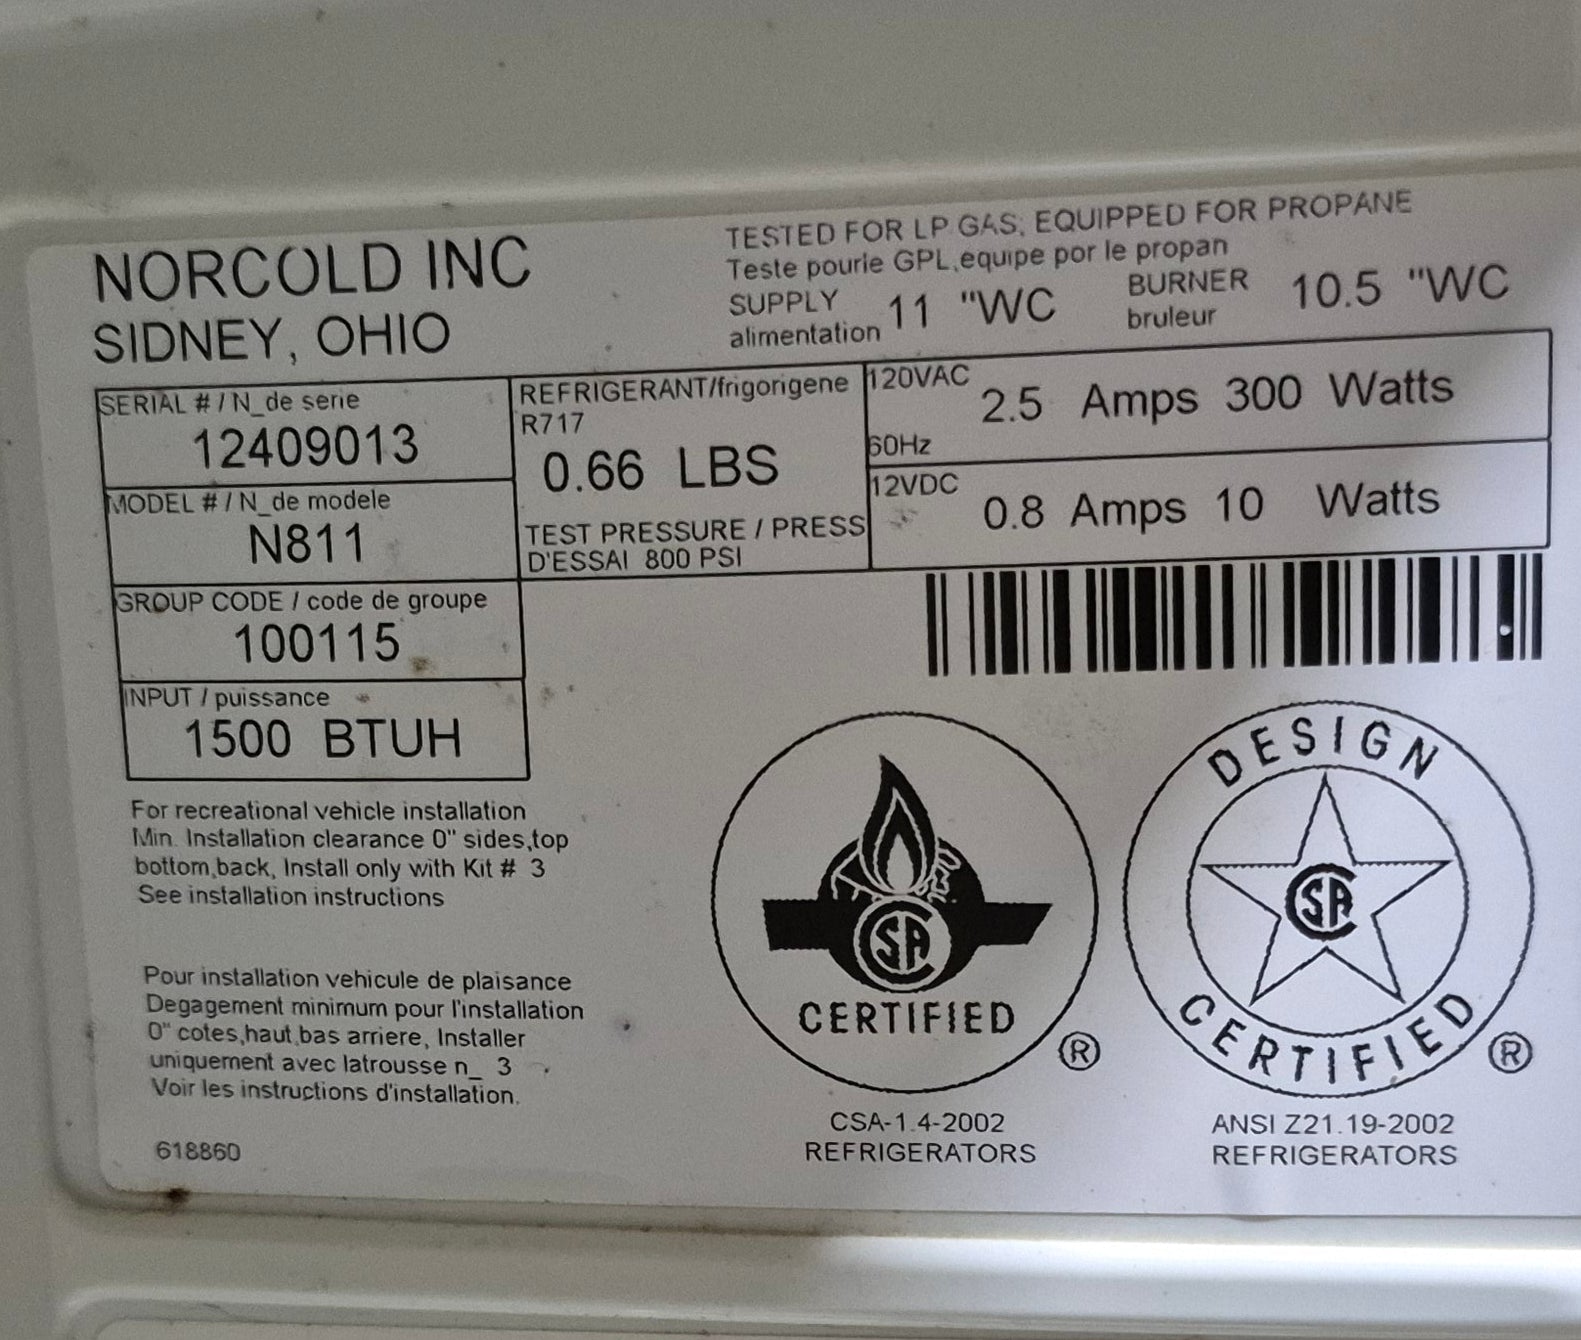 NORCOLD INC
SIDNEY, OHIO
TESTED FOR LP GAS, EQUIPPED FOR PROPANE
Teste pourle GPL,equipe por le propan
SUPPLY 11 "WC BURNER 10.5 "WC
alimentation bruleur
SERIAL # / N_de serie
12409013
MODEL # / N_de modele
N811
GROUP CODE / code de groupe
100115
INPUT / puissance
1500 BTUH
REFRIGERANT/frigorigene
R717
0.66 LBS
TEST PRESSURE / PRESS
D'ESSAI 800 PSI
120VAC
2.5 Amps 300 Watts
60Hz
12VDC
0.8 Amps 10 Watts
For recreational vehicle installation
Min. Installation clearance 0" sides,top
bottom,back, Install only with Kit # 3
See installation instructions
Pour installation vehicule de plaisance
Degagement minimum pour l'installation
0" cotes,haut,bas arriere, Installer
uniquement avec latrousse n_ 3
Voir les instructions d'installation.
618860
CSA
CERTIFIED
®
CSA-1.4-2002
REFRIGERATORS
DESIGN
CSA
CERTIFIED
®
ANSI Z21.19-2002
REFRIGERATORS